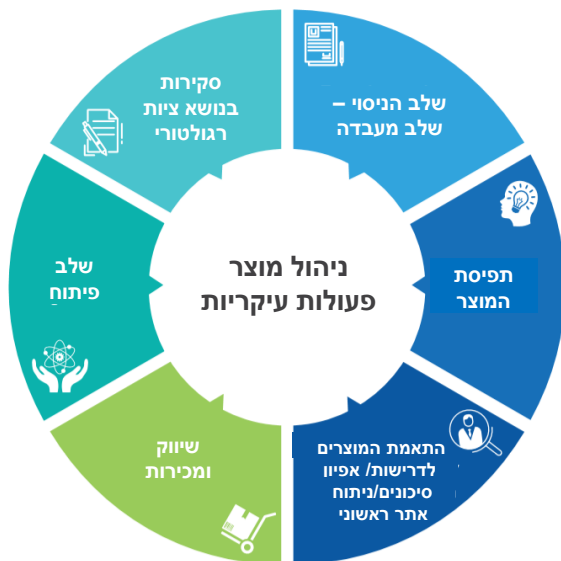 ניהול מוצר
פעולות עיקריות
שלב הניסוי –
שלב מעבדה
תפיסת
המוצר
התאמת המוצרים
לדרישות/ אפיון
סיכונים/ניתוח
אתר ראשוני
שיווק
ומכירות
שלב
פיתוח
סקירות
בנושא ציות
רגולטורי